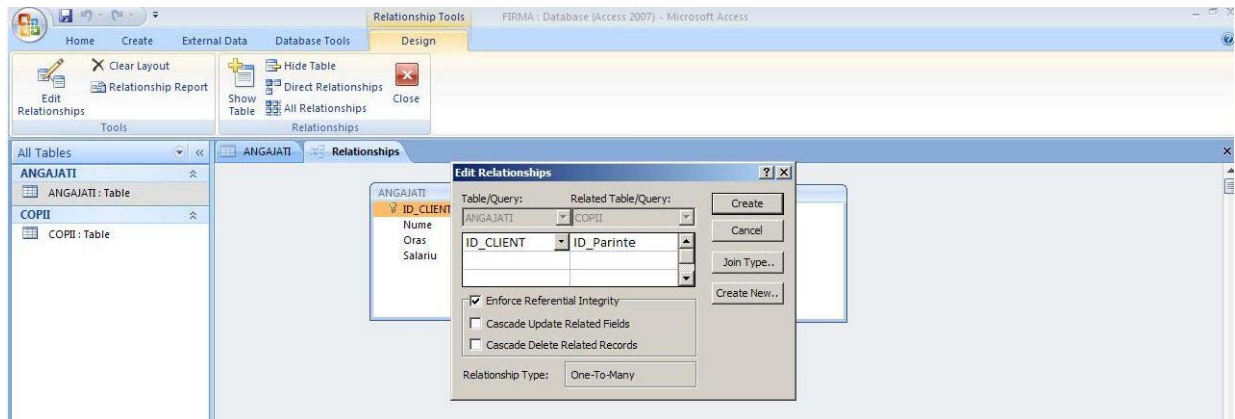 Relationship Tools FIRMA : Database (Access 2007) - Microsoft Access
Home Create External Data Database Tools Design
Edit Relationships
Clear Layout
Relationship Report
Tools
Show Table
Hide Table
Direct Relationships
All Relationships
Close
Relationships
All Tables
ANGAJATI
ANGAJATI : Table
COPII
COPII : Table
ANGAJATI Relationships
ANGAJATI
ID_CLIENT
Nume
Oras
Salariu
Edit Relationships
Table/Query: Related Table/Query:
ANGAJATI COPII
ID_CLIENT ID_Parinte
Enforce Referential Integrity
Cascade Update Related Fields
Cascade Delete Related Records
Relationship Type: One-To-Many
Create
Cancel
Join Type..
Create New..